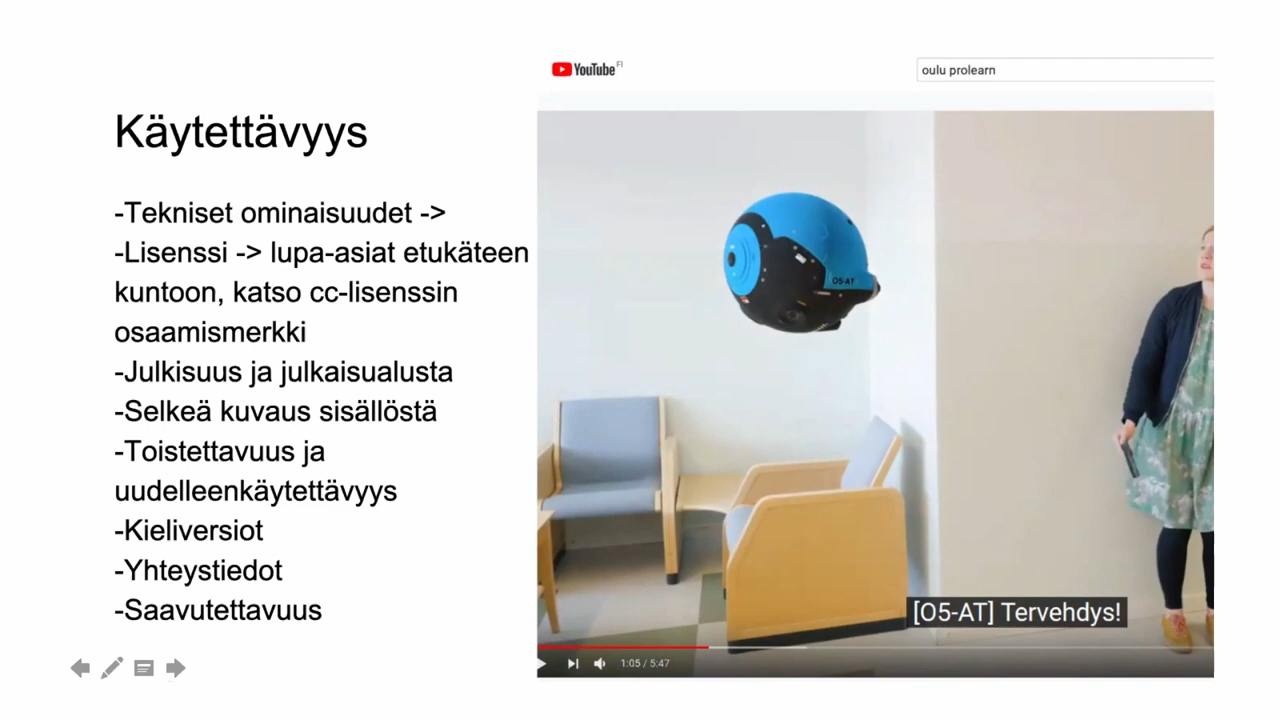 Käytettävyys
-Tekniset ominaisuudet ->
-Lisenssi -> lupa-asiat etukäteen
kuntoon, katso cc-lisenssin
osaamismerkki
-Julkisuus ja julkaisualusta
-Selkeä kuvaus sisällöstä
-Toistettavuus ja
uudelleenkäytettävyys
-Kieliversiot
-Yhteystiedot
-Saavutettavuus
YouTube FI
oulu prolearn
O5-AT
[O5-AT] Tervehdys!
1:05 / 5:47